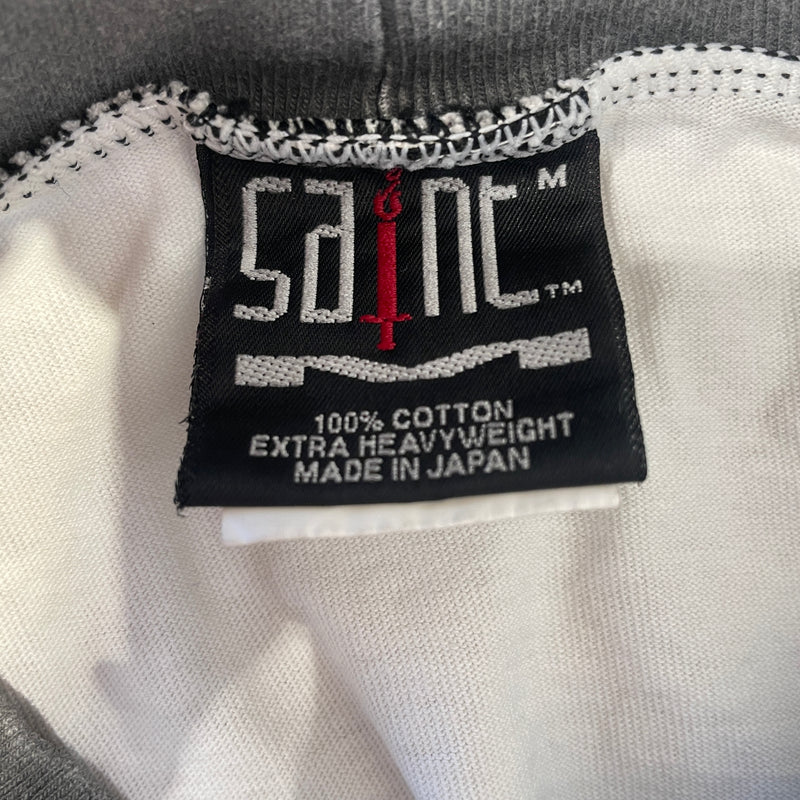 saint M
TM
100% COTTON
EXTRA HEAVYWEIGHT
MADE IN JAPAN